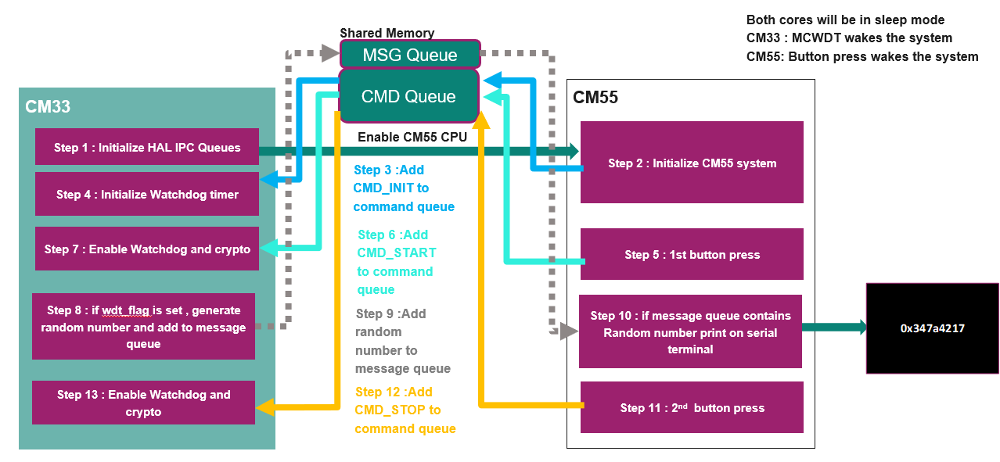 Both cores will be in sleep mode
CM33 : MCWDT wakes the system
CM55: Button press wakes the system
Shared Memory
MSG Queue
CMD Queue
Enable CM55 CPU
CM33
Step 1 : Initialize HAL IPC Queues
Step 4 : Initialize Watchdog timer
Step 7 : Enable Watchdog and crypto
Step 8 : if wdt_flag is set , generate
random number and add to message
queue
Step 13 : Enable Watchdog and
crypto
Step 3 :Add
CMD_INIT to
command queue
Step 6 :Add
CMD_START
to command
queue
Step 9 :Add
random
number to
message queue
Step 12 :Add
CMD_STOP to
command queue
CM55
Step 2 : Initialize CM55 system
Step 5 : 1st button press
Step 10 : if message queue contains
Random number print on serial
terminal
Step 11 : 2nd button press
0x347a4217